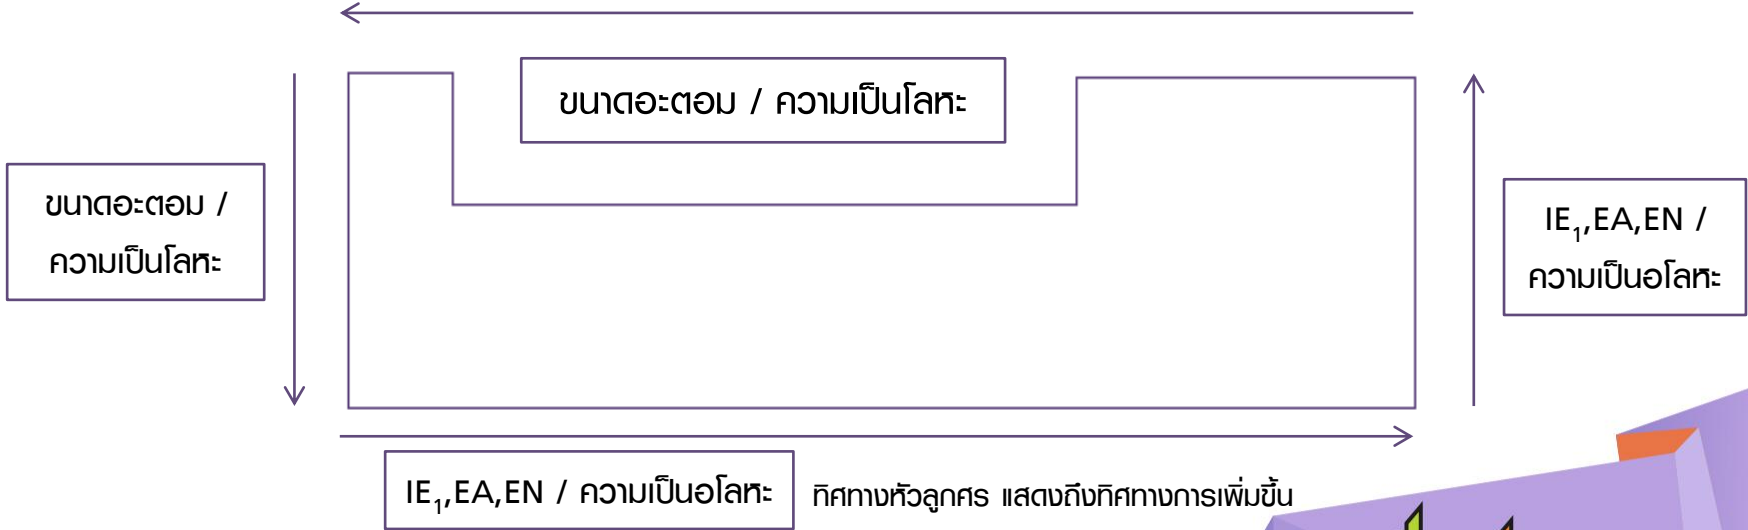 ขนาดอะตอม / ความเป็นโลหะ
ขนาดอะตอม /
ความเป็นโลหะ
IE₁,EA,EN /
ความเป็นอโลหะ
IE₁,EA,EN / ความเป็นอโลหะ
ทิศทางหัวลูกศร แสดงถึงทิศทางการเพิ่มขึ้น